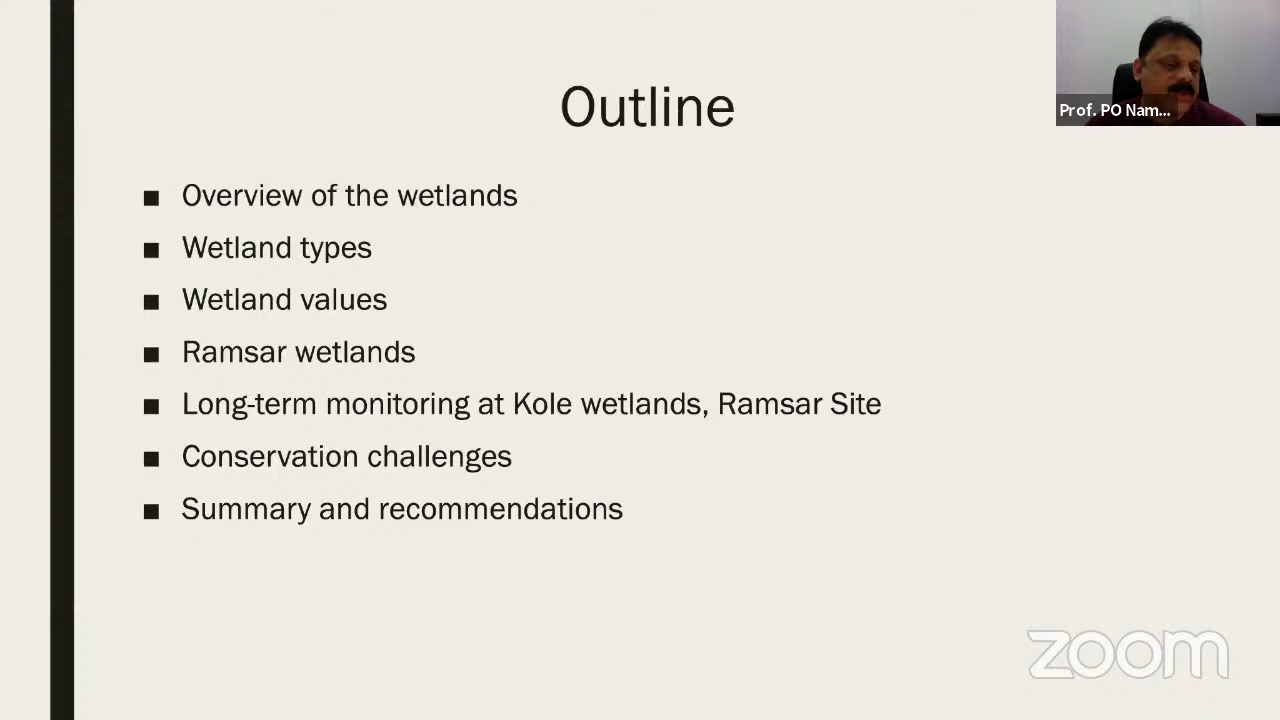 Outline
Prof. PO Nam...
■ Overview of the wetlands
■ Wetland types
■ Wetland values
■ Ramsar wetlands
■ Long-term monitoring at Kole wetlands, Ramsar Site
■ Conservation challenges
■ Summary and recommendations
zoom